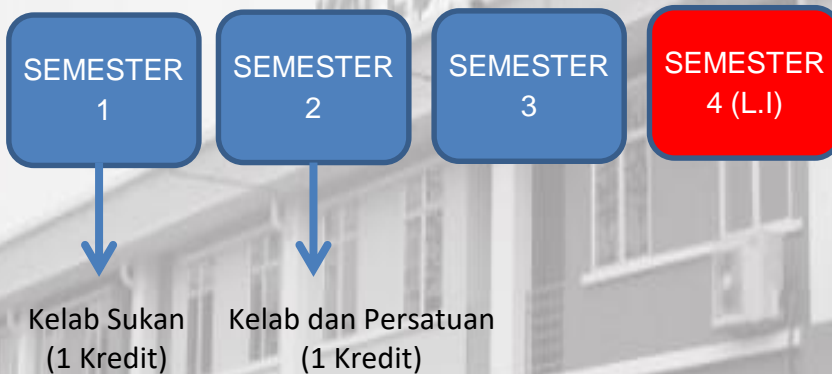 SEMESTER
1
SEMESTER
2
SEMESTER
3
SEMESTER
4 (L.I)
Kelab Sukan
(1 Kredit)
Kelab dan Persatuan
(1 Kredit)